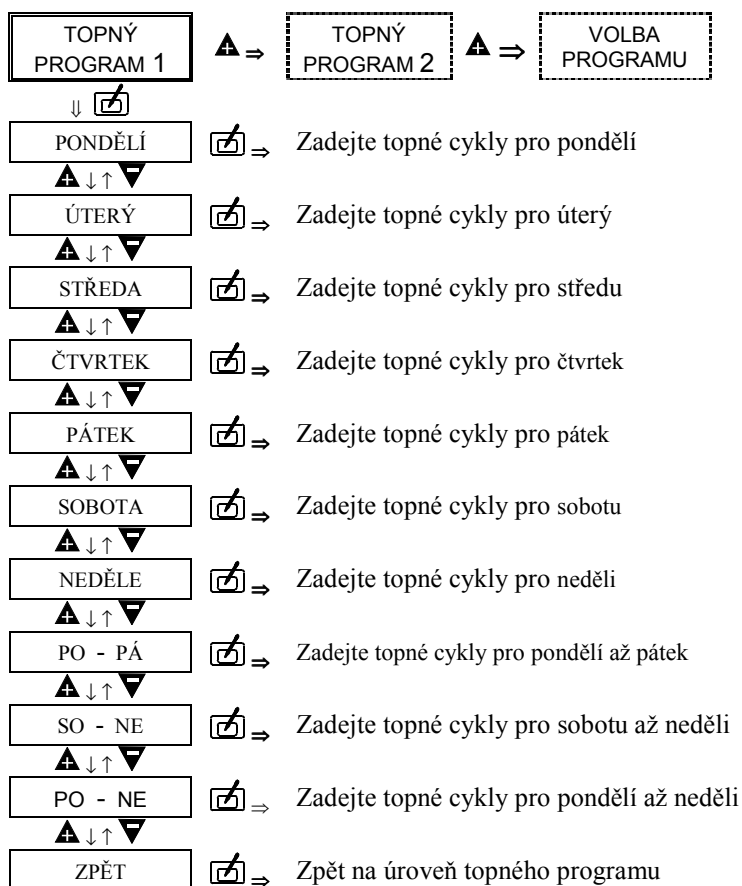 TOPNÝ
PROGRAM 1
⇒
TOPNÝ
PROGRAM 2
⇒
VOLBA
PROGRAMU
⇓
PONDĚLÍ ⇒ Zadejte topné cykly pro pondělí
↓↑
ÚTERÝ ⇒ Zadejte topné cykly pro úterý
↓↑
STŘEDA ⇒ Zadejte topné cykly pro středu
↓↑
ČTVRTEK ⇒ Zadejte topné cykly pro čtvrtek
↓↑
PÁTEK ⇒ Zadejte topné cykly pro pátek
↓↑
SOBOTA ⇒ Zadejte topné cykly pro sobotu
↓↑
NEDĚLE ⇒ Zadejte topné cykly pro neděli
↓↑
PO - PÁ ⇒ Zadejte topné cykly pro pondělí až pátek
↓↑
SO - NE ⇒ Zadejte topné cykly pro sobotu až neděli
↓↑
PO - NE ⇒ Zadejte topné cykly pro pondělí až neděli
↓↑
ZPĚT ⇒ Zpět na úroveň topného programu